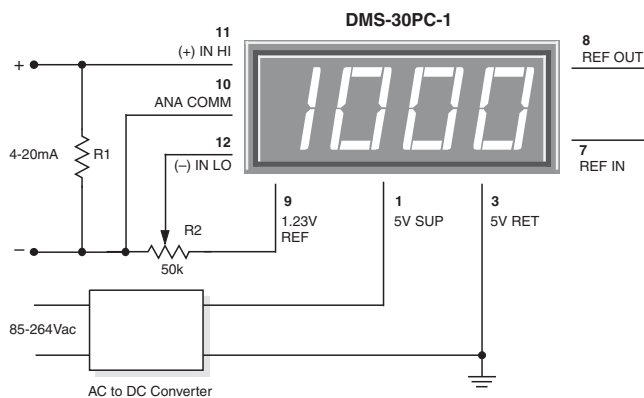 DMS-30PC-1
11
(+) IN HI
8
REF OUT
+
10
ANA COMM
1000
12
(–) IN LO
4-20mA
R1
7
REF IN
9
1.23V
REF
1
5V SUP
3
5V RET
–
R2
50k
85-264Vac
AC to DC Converter